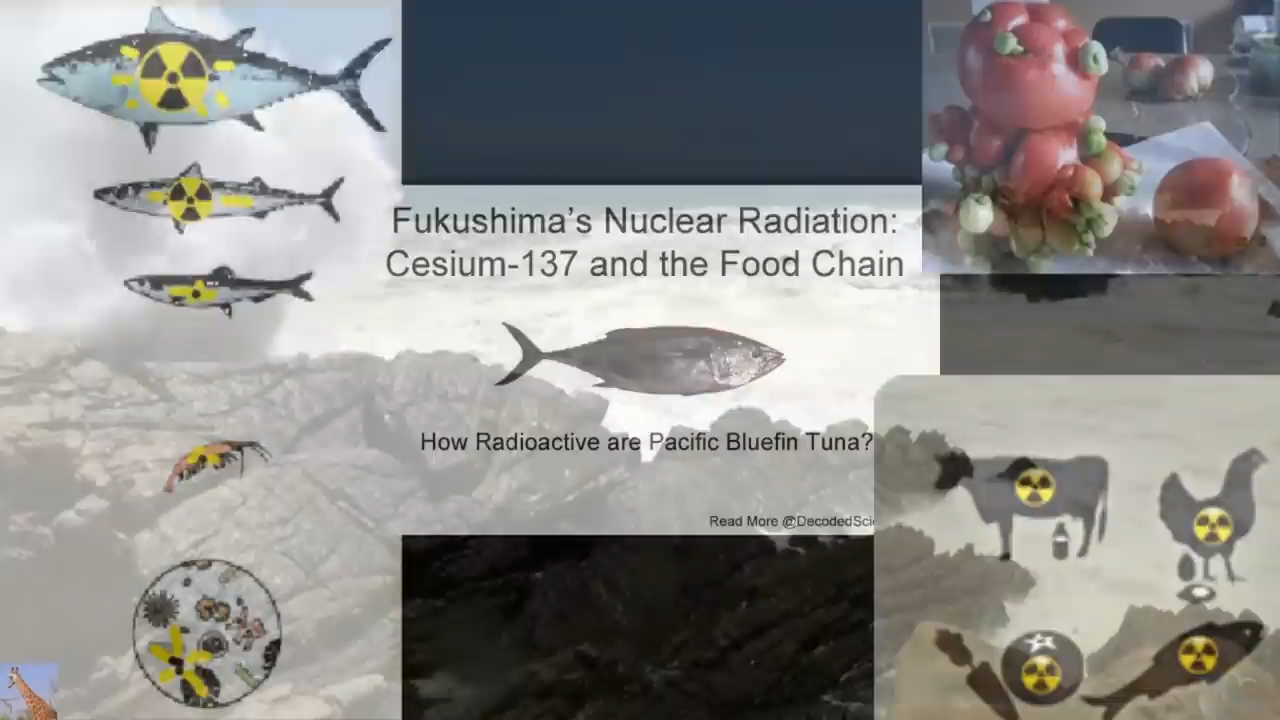 Fukushima's Nuclear Radiation:
Cesium-137 and the Food Chain
How Radioactive are Pacific Bluefin Tuna?
Read More @DecodedSci